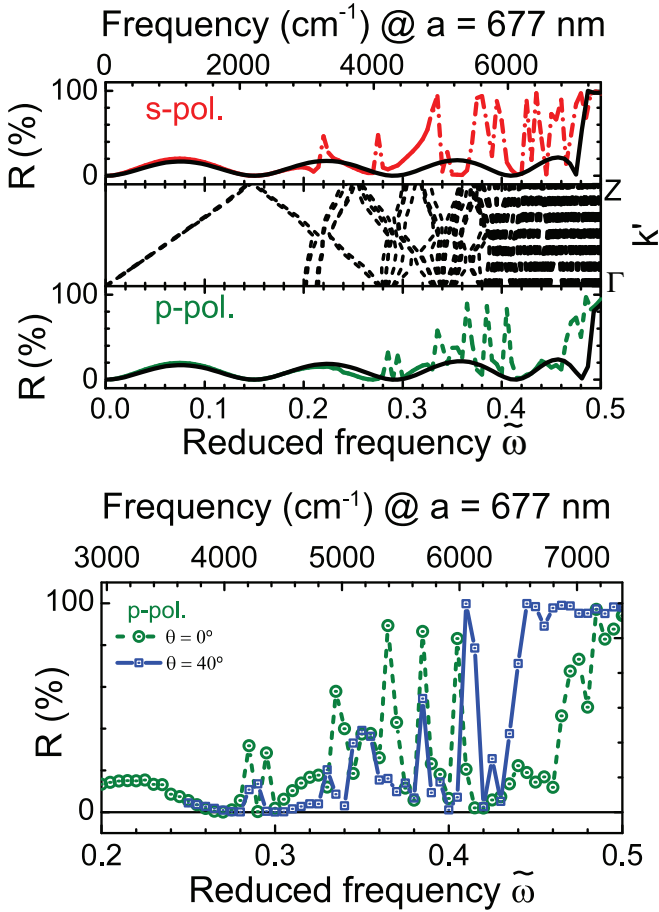 Frequency (cm⁻¹) @ a = 677 nm
0 2000 4000 6000
R (%)
100
0
s-pol.
Z
k'
Γ
R (%)
100
0
p-pol.
0.0 0.1 0.2 0.3 0.4 0.5
Reduced frequency ω̃
Frequency (cm⁻¹) @ a = 677 nm
3000 4000 5000 6000 7000
R (%)
100
0
p-pol.
θ = 0°
θ = 40°
0.2 0.3 0.4 0.5
Reduced frequency ω̃